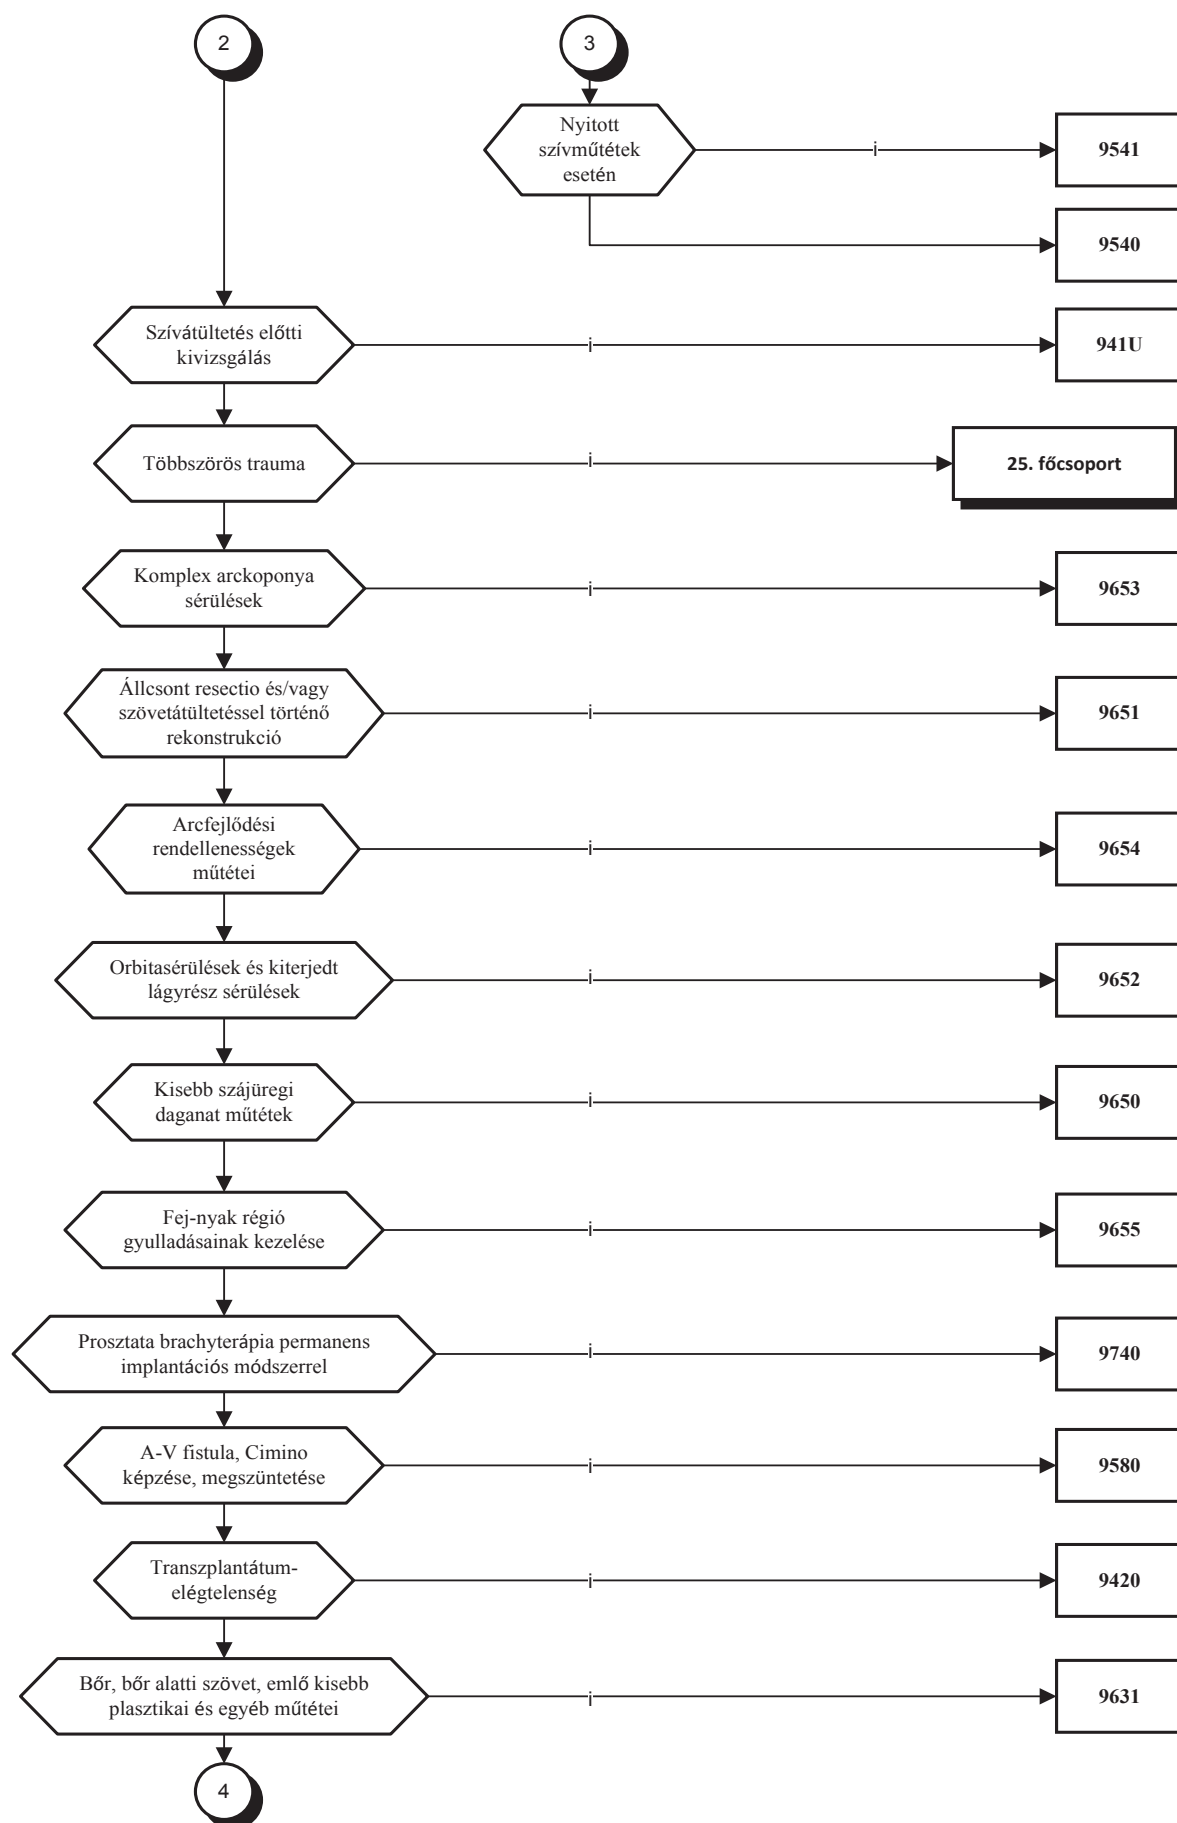 2
3
Nyitott
szívműtétek
esetén
i
9541
9540
Szívátültetés előtti
kivizsgálás
i
941U
Többszörös trauma
i
25. főcsoport
Komplex arckoponya
sérülések
i
9653
Állcsont resectio és/vagy
szövetátültetéssel történő
rekonstrukció
i
9651
Arcfejlődési
rendellenességek
műtétei
i
9654
Orbitasérülések és kiterjedt
lágyrész sérülések
i
9652
Kisebb szájüregi
daganat műtétek
i
9650
Fej-nyak régió
gyulladásainak kezelése
i
9655
Prosztata brachyterápia permanens
implantációs módszerrel
i
9740
A-V fistula, Cimino
képzése, megszüntetése
i
9580
Transzplantátum-
elégtelenség
i
9420
Bőr, bőr alatti szövet, emlő kisebb
plasztikai és egyéb műtétei
i
9631
4